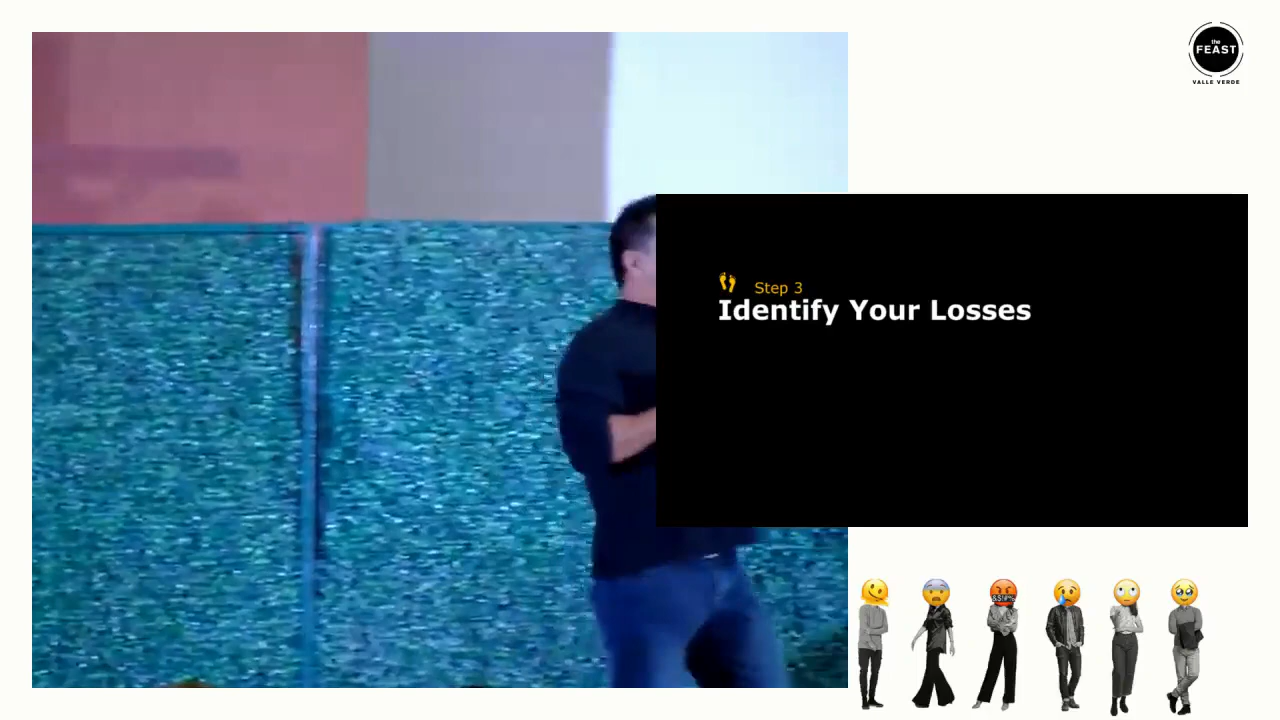 the
FEAST
VALLE VERDE
Step 3
Identify Your Losses
&$!#%